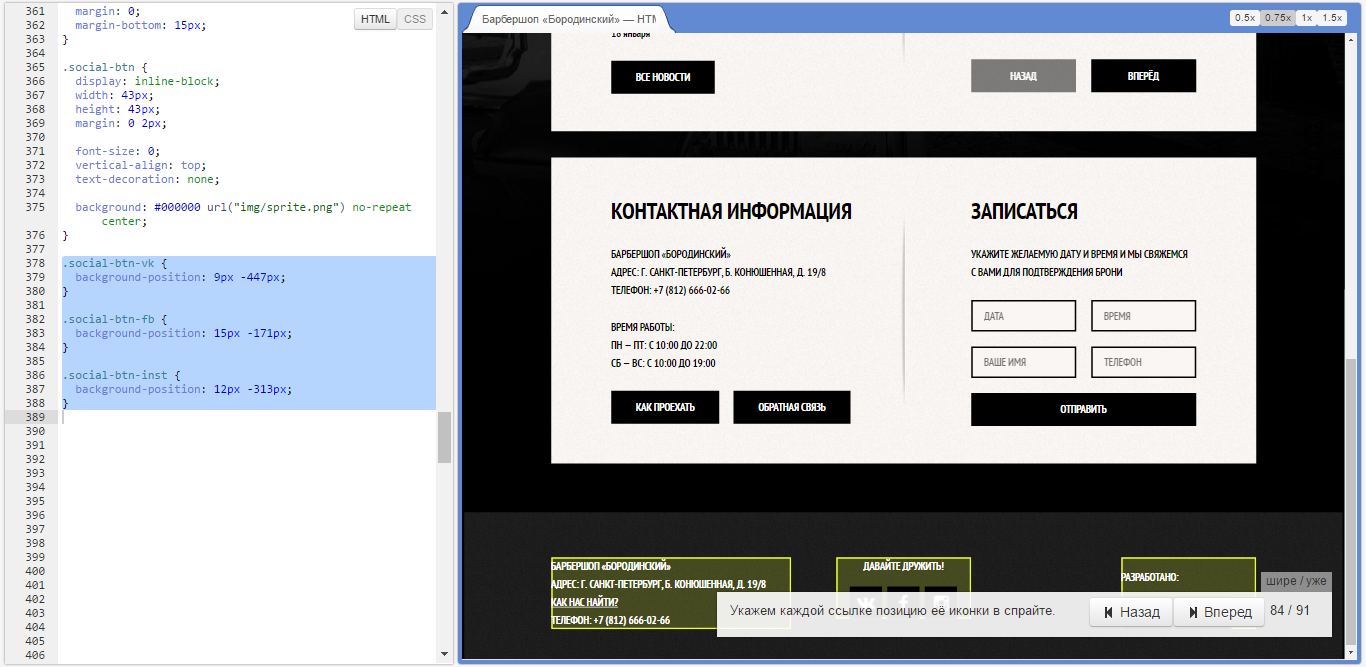 361 margin: 0;
362 margin-bottom: 15px;
363 }
364
365 .social-btn {
366 display: inline-block;
367 width: 43px;
368 height: 43px;
369 margin: 0 2px;
370
371 font-size: 0;
372 vertical-align: top;
373 text-decoration: none;
374
375 background: #000000 url("img/sprite.png") no-repeat
center;
376 }
377
378 .social-btn-vk {
379 background-position: 9px -447px;
380 }
381
382 .social-btn-fb {
383 background-position: 15px -171px;
384 }
385
386 .social-btn-inst {
387 background-position: 12px -313px;
388 }
389
390
391
392
393
394
395
396
397
398
399
400
401
402
403
404
405
406
HTML CSS
Барбершоп «Бородинский» — HTM
0.5x 0.75x 1x 1.5x
18 января
ВСЕ НОВОСТИ
НАЗАД ВПЕРЁД
КОНТАКТНАЯ ИНФОРМАЦИЯ
БАРБЕРШОП «БОРОДИНСКИЙ»
АДРЕС: Г. САНКТ-ПЕТЕРБУРГ, Б. КОНЮШЕННАЯ, Д. 19/8
ТЕЛЕФОН: +7 (812) 666-02-66
ВРЕМЯ РАБОТЫ:
ПН – ПТ: С 10:00 ДО 22:00
СБ – ВС: С 10:00 ДО 19:00
КАК ПРОЕХАТЬ ОБРАТНАЯ СВЯЗЬ
ЗАПИСАТЬСЯ
УКАЖИТЕ ЖЕЛАЕМУЮ ДАТУ И ВРЕМЯ И МЫ СВЯЖЕМСЯ
С ВАМИ ДЛЯ ПОДТВЕРЖДЕНИЯ БРОНИ
ДАТА ВРЕМЯ
ВАШЕ ИМЯ ТЕЛЕФОН
ОТПРАВИТЬ
БАРБЕРШОП «БОРОДИНСКИЙ»
АДРЕС: Г. САНКТ-ПЕТЕРБУРГ, Б. КОНЮШЕННАЯ, Д. 19/8
КАК НАС НАЙТИ?
ТЕЛЕФОН: +7 (812) 666-02-66
ДАВАЙТЕ ДРУЖИТЬ!
РАЗРАБОТАНО:
шире / уже
Укажем каждой ссылке позицию её иконки в спрайте.
Назад Вперед 84 / 91